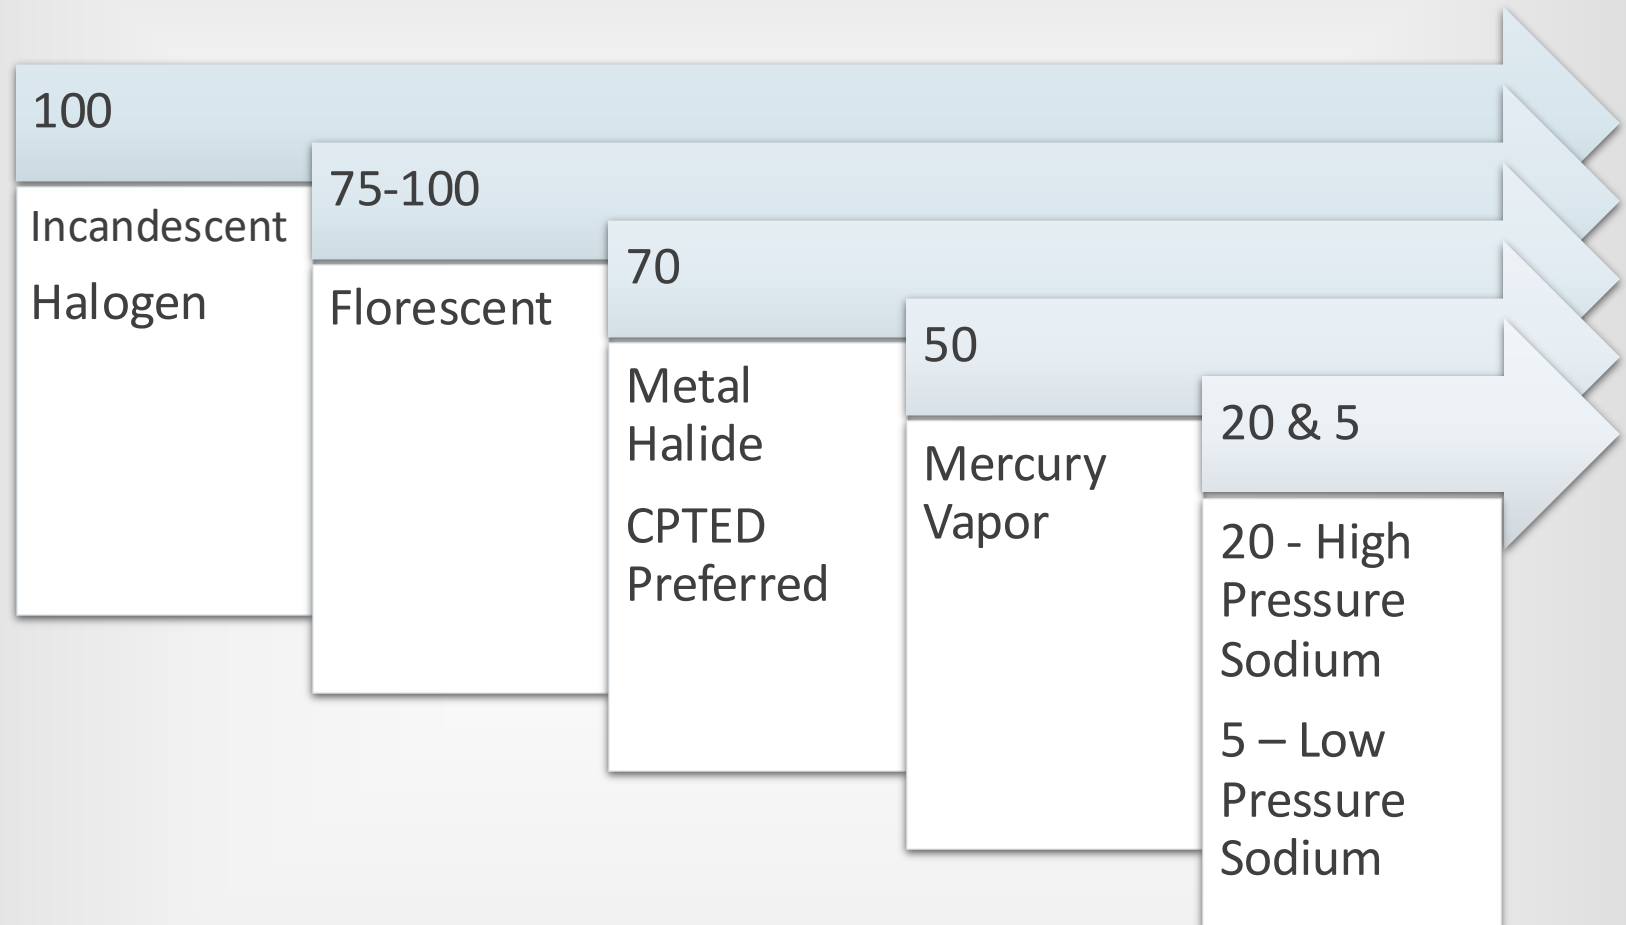 100
Incandescent
Halogen
75-100
Florescent
70
Metal
Halide
CPTED
Preferred
50
Mercury
Vapor
20 & 5
20 - High
Pressure
Sodium
5 – Low
Pressure
Sodium